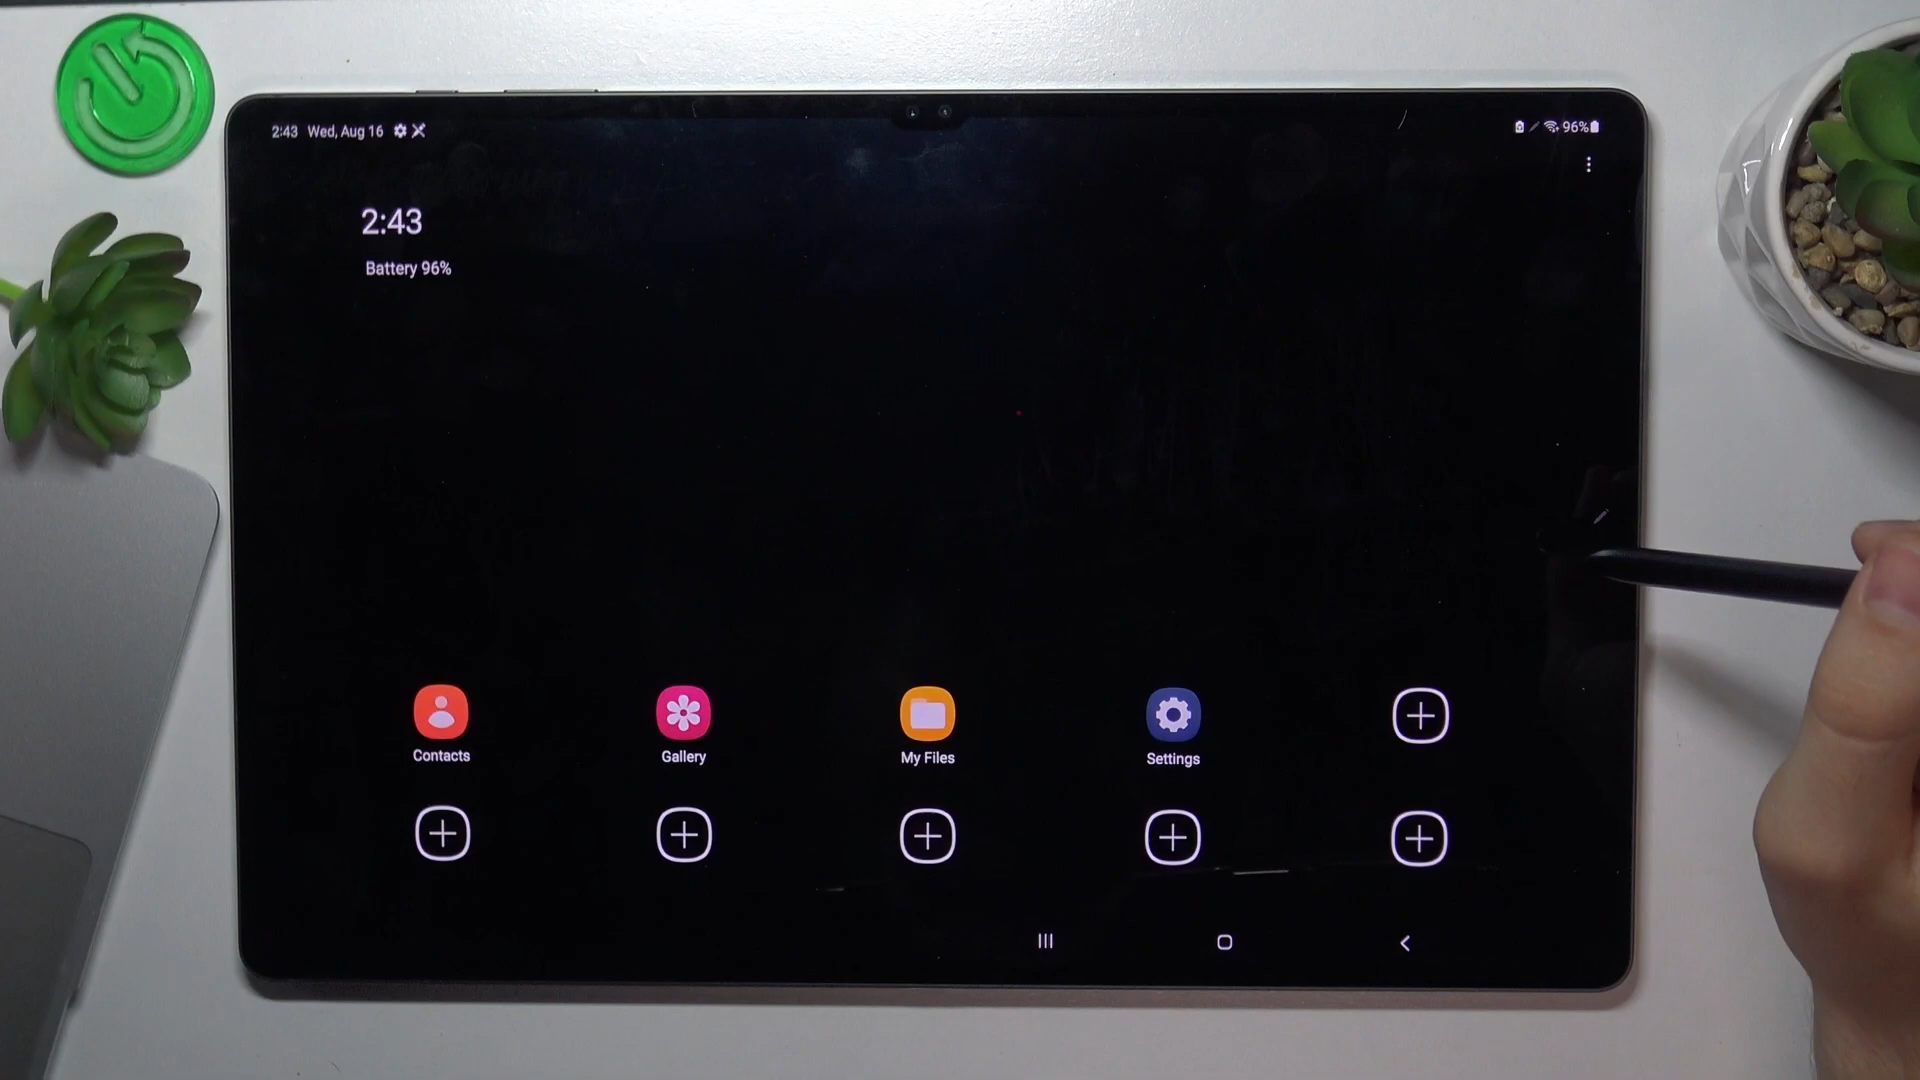 2:43 Wed, Aug 16
96%
2:43
Battery 96%
Contacts
Gallery
My Files
Settings